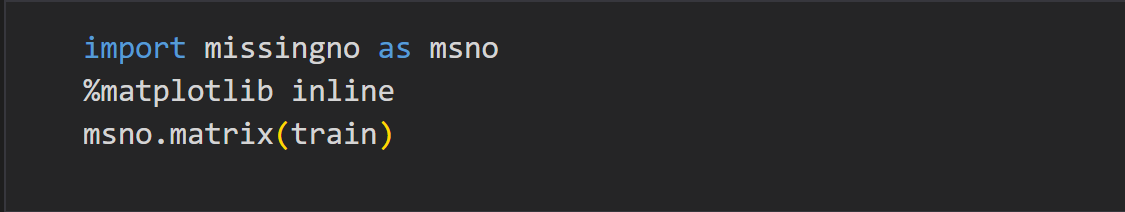 import missingno as msno
%matplotlib inline
msno.matrix(train)